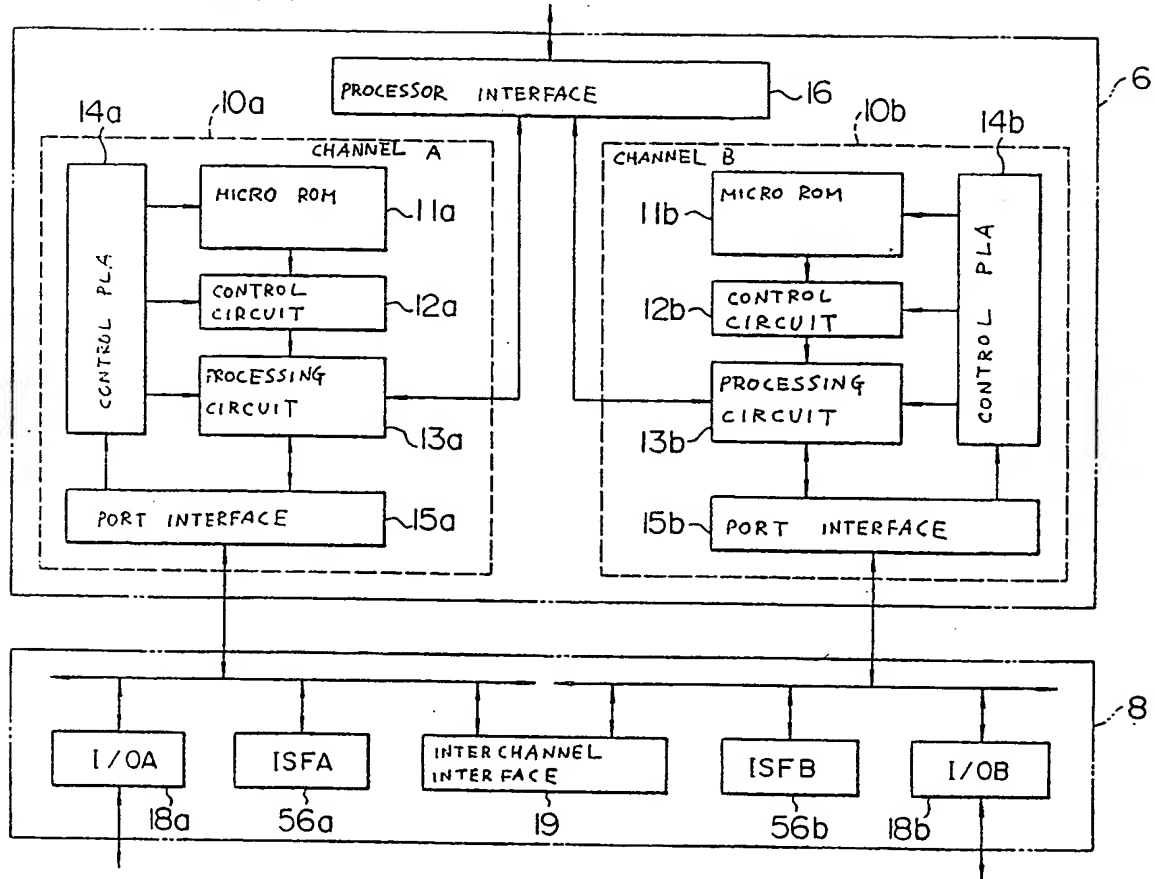 PROCESSOR INTERFACE
16
6
14a
10a
10b
14b
CHANNEL A
CHANNEL B
MICRO ROM
11a
11b
MICRO ROM
CONTROL PLA
CONTROL
CIRCUIT
12a
12b
CONTROL
CIRCUIT
CONTROL PLA
PROCESSING
CIRCUIT
13a
13b
PROCESSING
CIRCUIT
PORT INTERFACE
15a
15b
PORT INTERFACE
8
I/OA
ISFA
INTERCHANNEL
INTERFACE
ISFB
I/OB
18a
56a
19
56b
18b